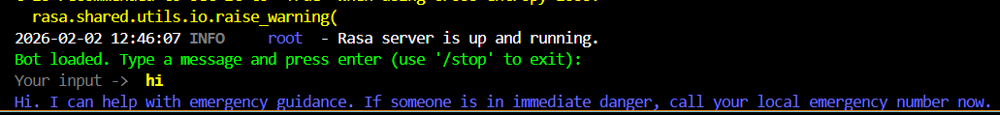 rasa.shared.utils.io.raise_warning(
2026-02-02 12:46:07 INFO     root  - Rasa server is up and running.
Bot loaded. Type a message and press enter (use '/stop' to exit):
Your input ->  hi
Hi. I can help with emergency guidance. If someone is in immediate danger, call your local emergency number now.